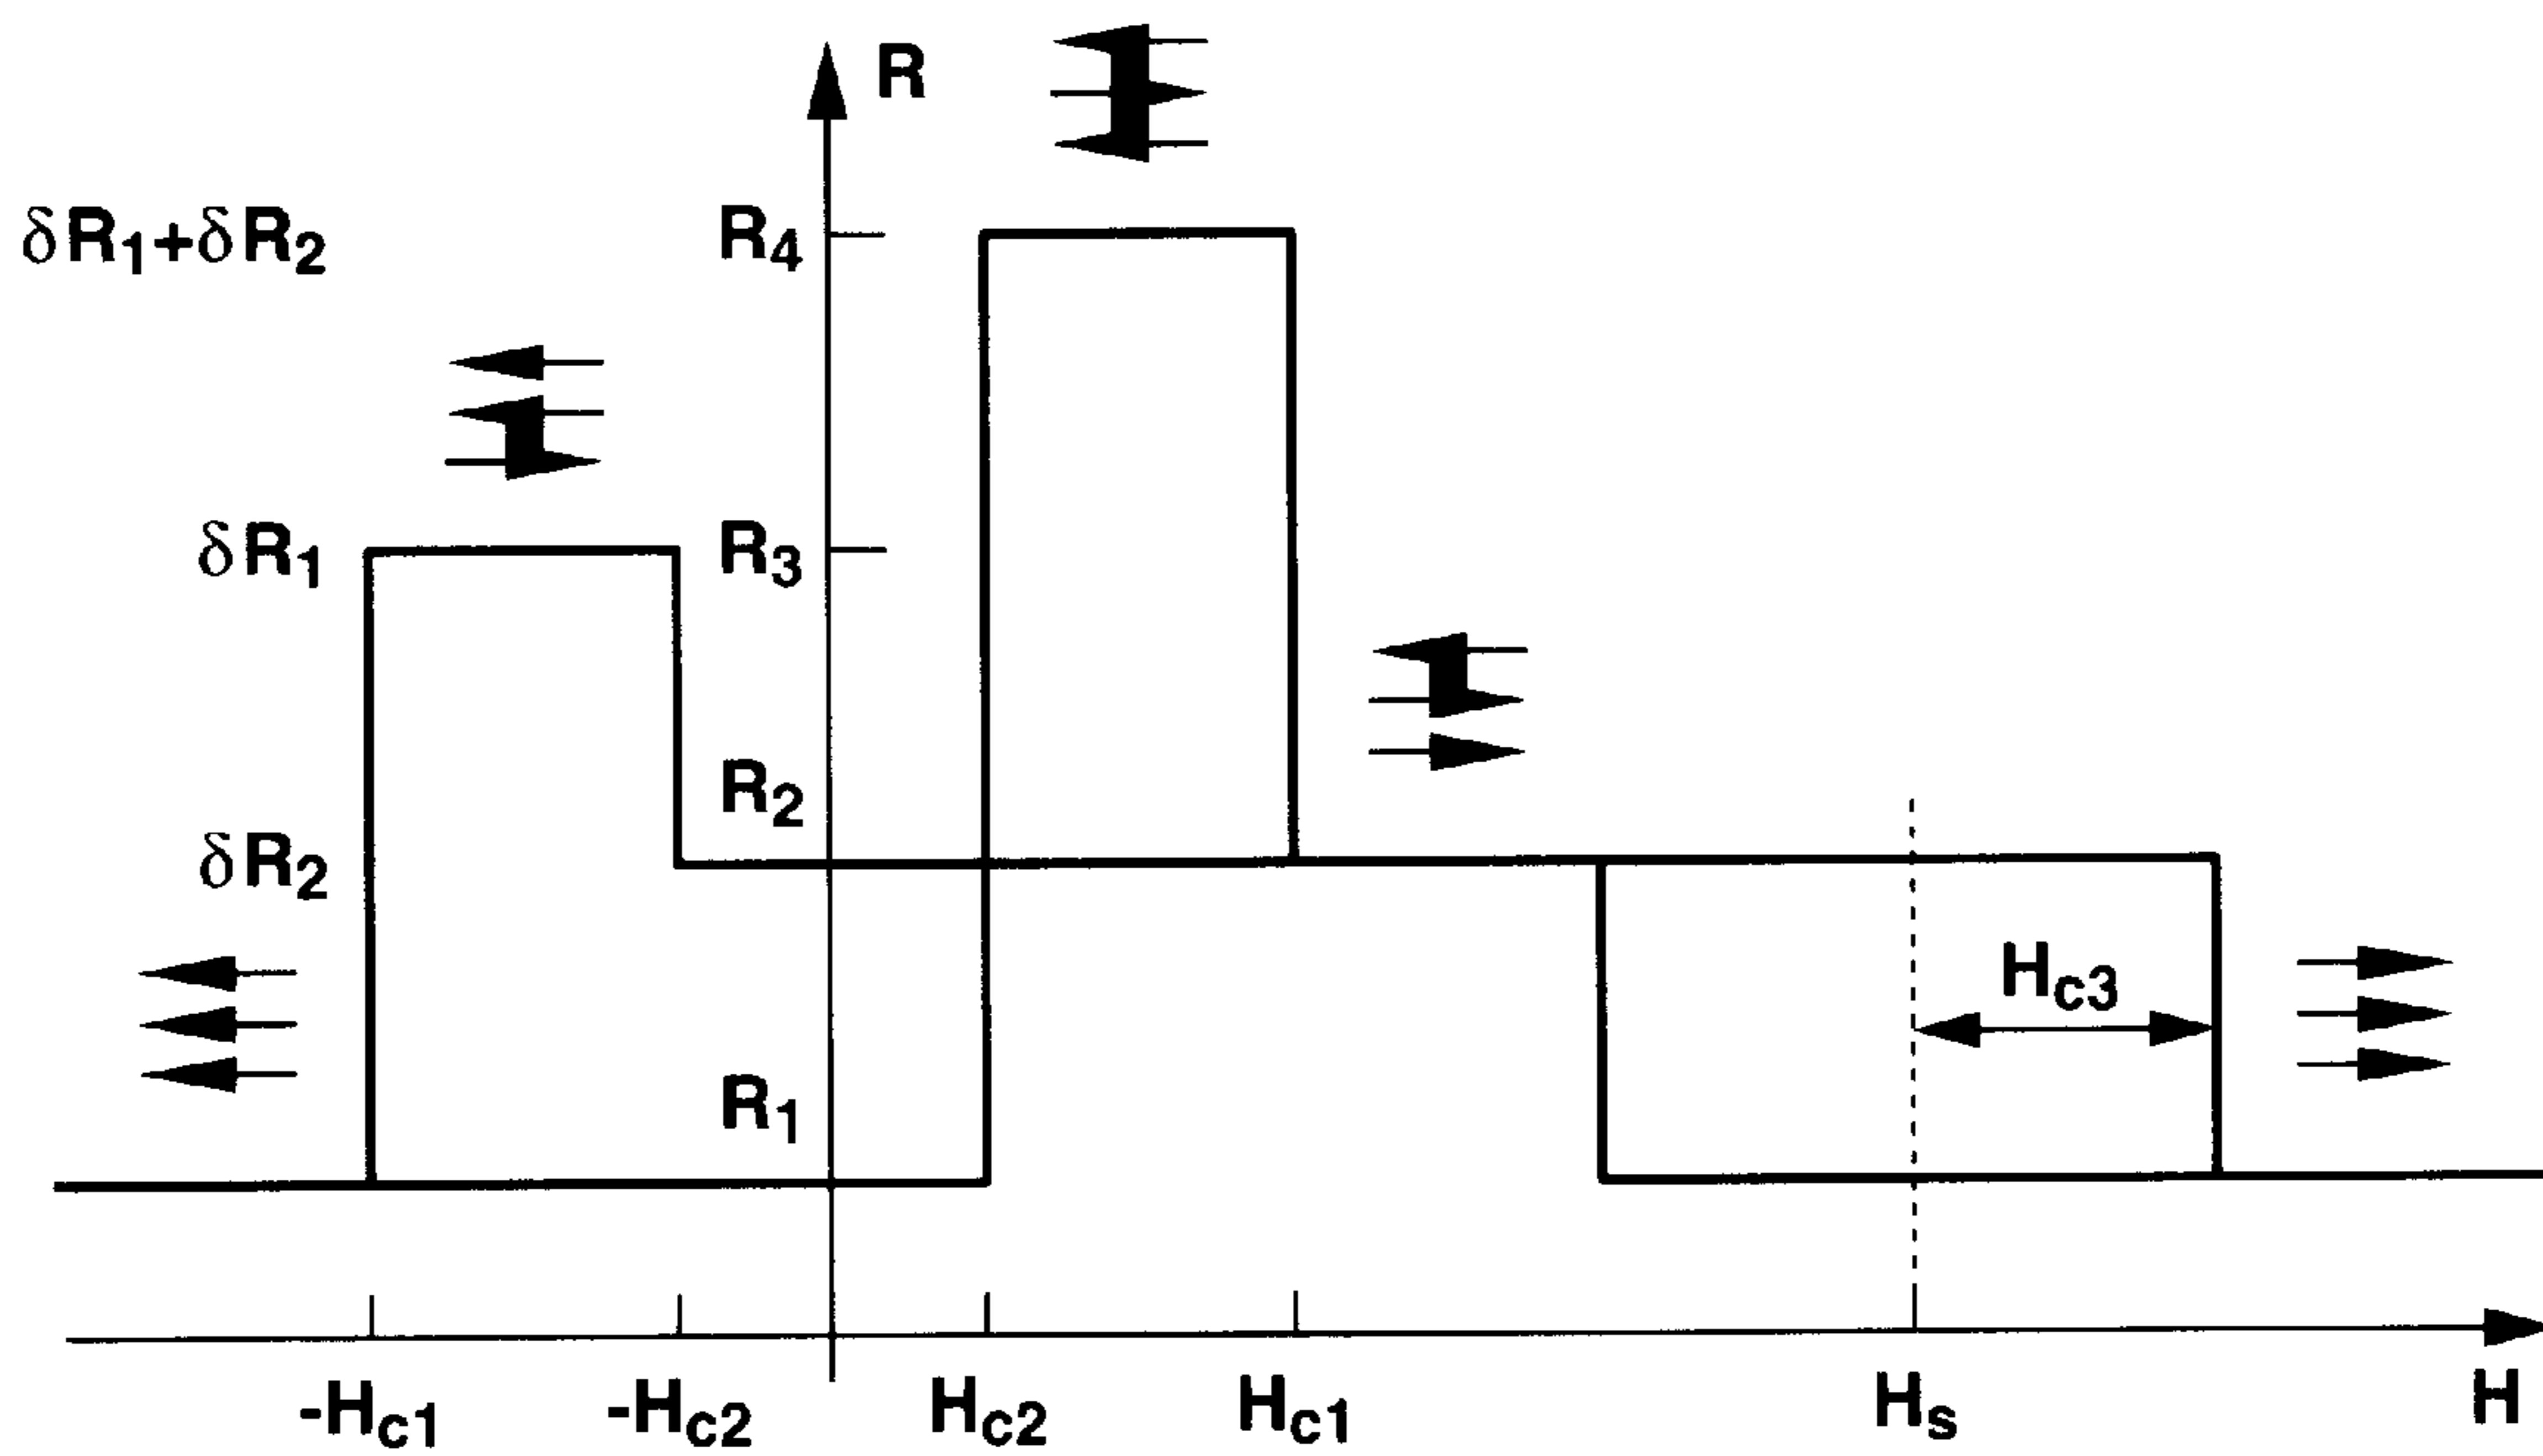 R
δR1+δR2
R4
δR1
R3
R2
δR2
Hc3
R1
-Hc1
-Hc2
Hc2
Hc1
Hs
H